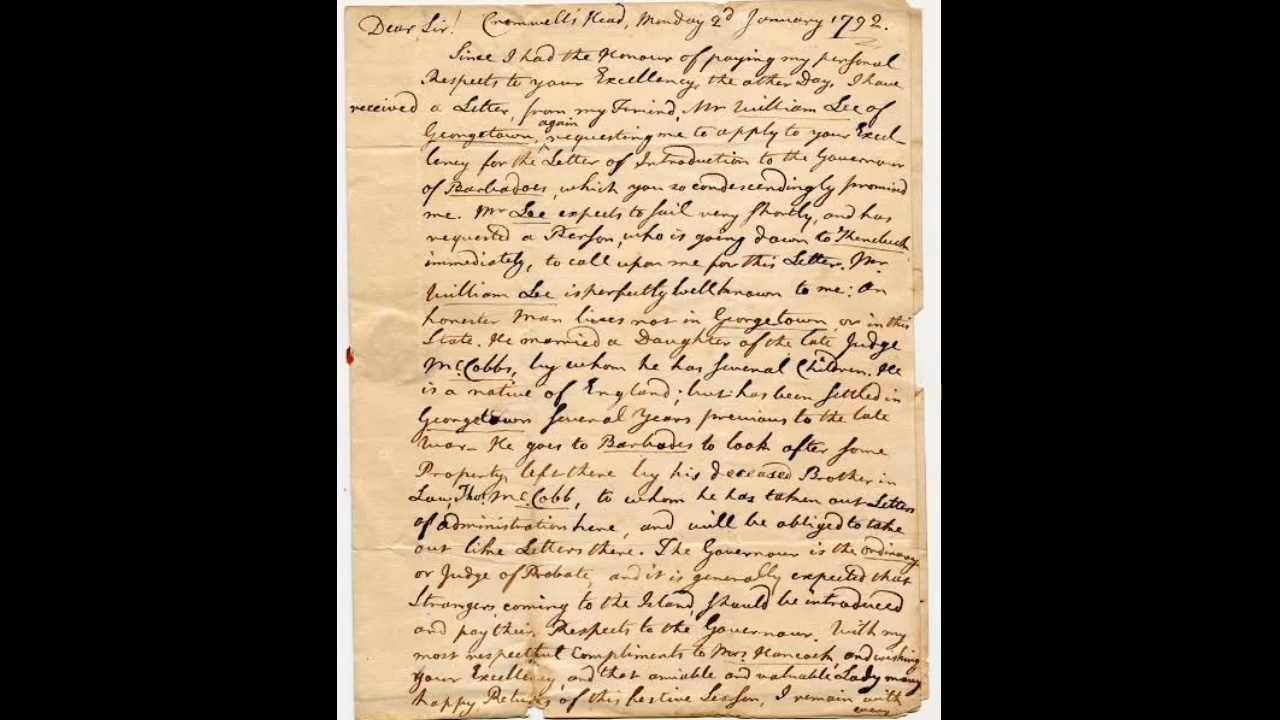 Dear Sir! Cromwell's Head, Monday 2d January 1792.
Since I had the Honour of paying my personal
Respects to your Excellency, the other Day, I have
received a Letter, from my Friend, Mr William Lee of
again
Georgetown, requesting me to apply to your Excel-
lency for the Letter of Introduction to the Governour
of Barbadoes, which you so condescendingly promised
me. Mr Lee expects to sail very shortly, and has
requested a Person, who is going down to
immediately, to call upon me for this Letter. Mr
William Lee is perfectly well known to me: An
honester Man lives not in Georgetown, or in this
State. He married a Daughter of the late Judge
McCobbs, by whom he has several Children. He
is a native of England; but has been settled in
Georgetown several Years previous to the late
War— He goes to Barbados to look after some
Property, left there by his deceased Brother in
Law, Thos. McCobb, to whom he has taken out Letters
of administration here, and will be obliged to take
out like Letters there. The Governour is the ordinary
or Judge of Probate, and it is generally expected that
Strangers, coming to the Island, should be introduced
and pay their Respects to the Governour. With my
most respectful Compliments to Mrs. Hancock, and wishing
your Excellency, and that amiable and valuable Lady many
happy Returns of this festive Season, I remain with
every